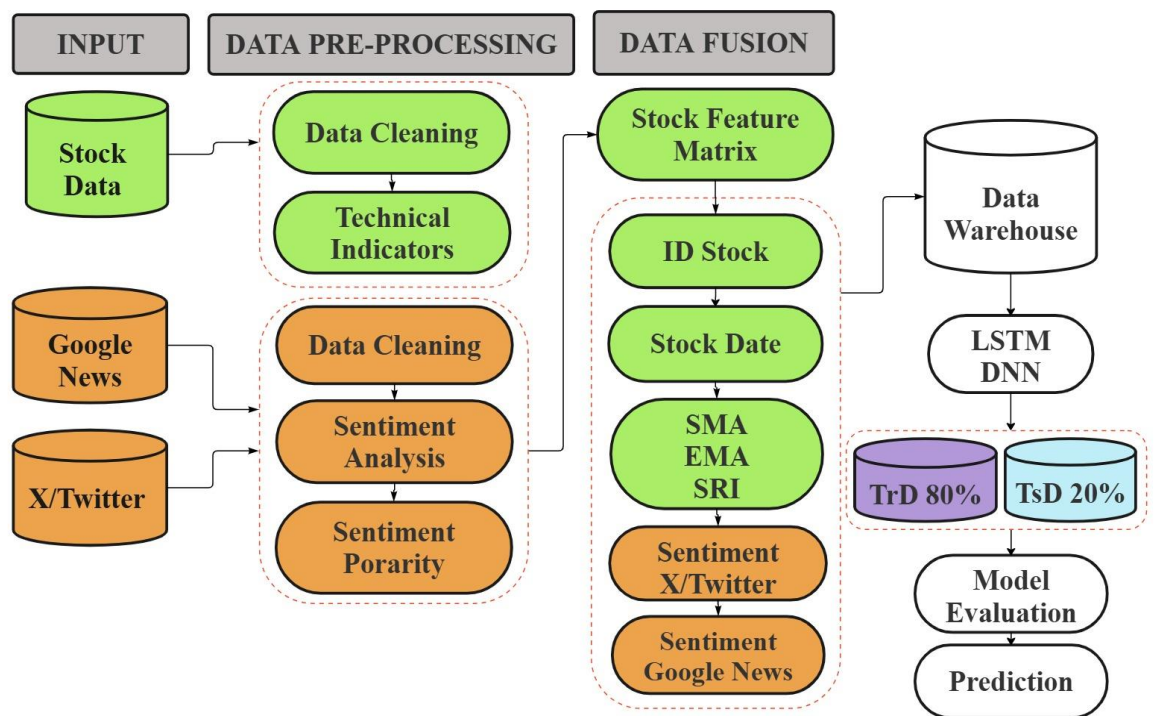 INPUT
DATA PRE-PROCESSING
DATA FUSION
Stock
Data
Google
News
X/Twitter
Data Cleaning
Technical
Indicators
Data Cleaning
Sentiment
Analysis
Sentiment
Porarity
Stock Feature
Matrix
ID Stock
Stock Date
SMA
EMA
SRI
Sentiment
X/Twitter
Sentiment
Google News
Data
Warehouse
LSTM
DNN
TrD 80%
TsD 20%
Model
Evaluation
Prediction